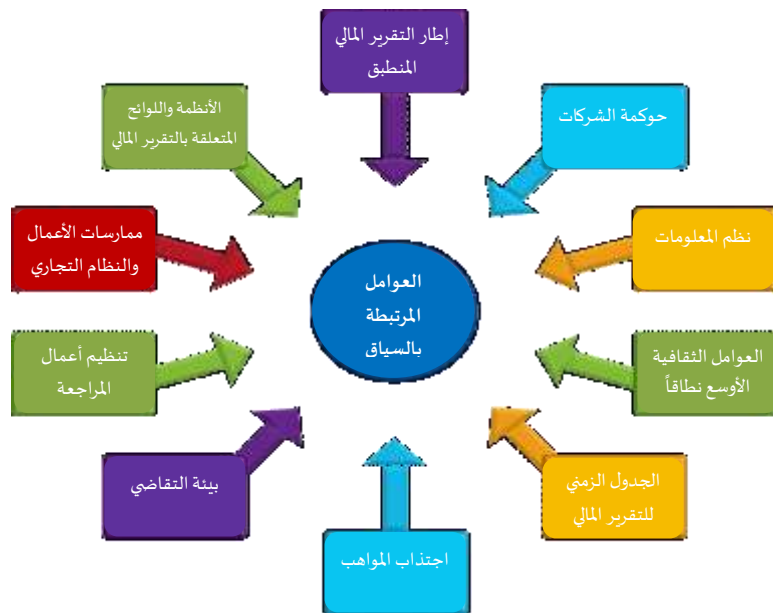 إطار التقرير المالي
المنطبق
حوكمة الشركات
نظم المعلومات
العوامل الثقافية
الأوسع نطاقاً
الجدول الزمني
للتقرير المالي
اجتذاب المواهب
بيئة التقاضي
تنظيم أعمال
المراجعة
ممارسات الأعمال
والنظام التجاري
الأنظمة واللوائح
المتعلقة بالتقرير المالي
العوامل
المرتبطة
بالسياق